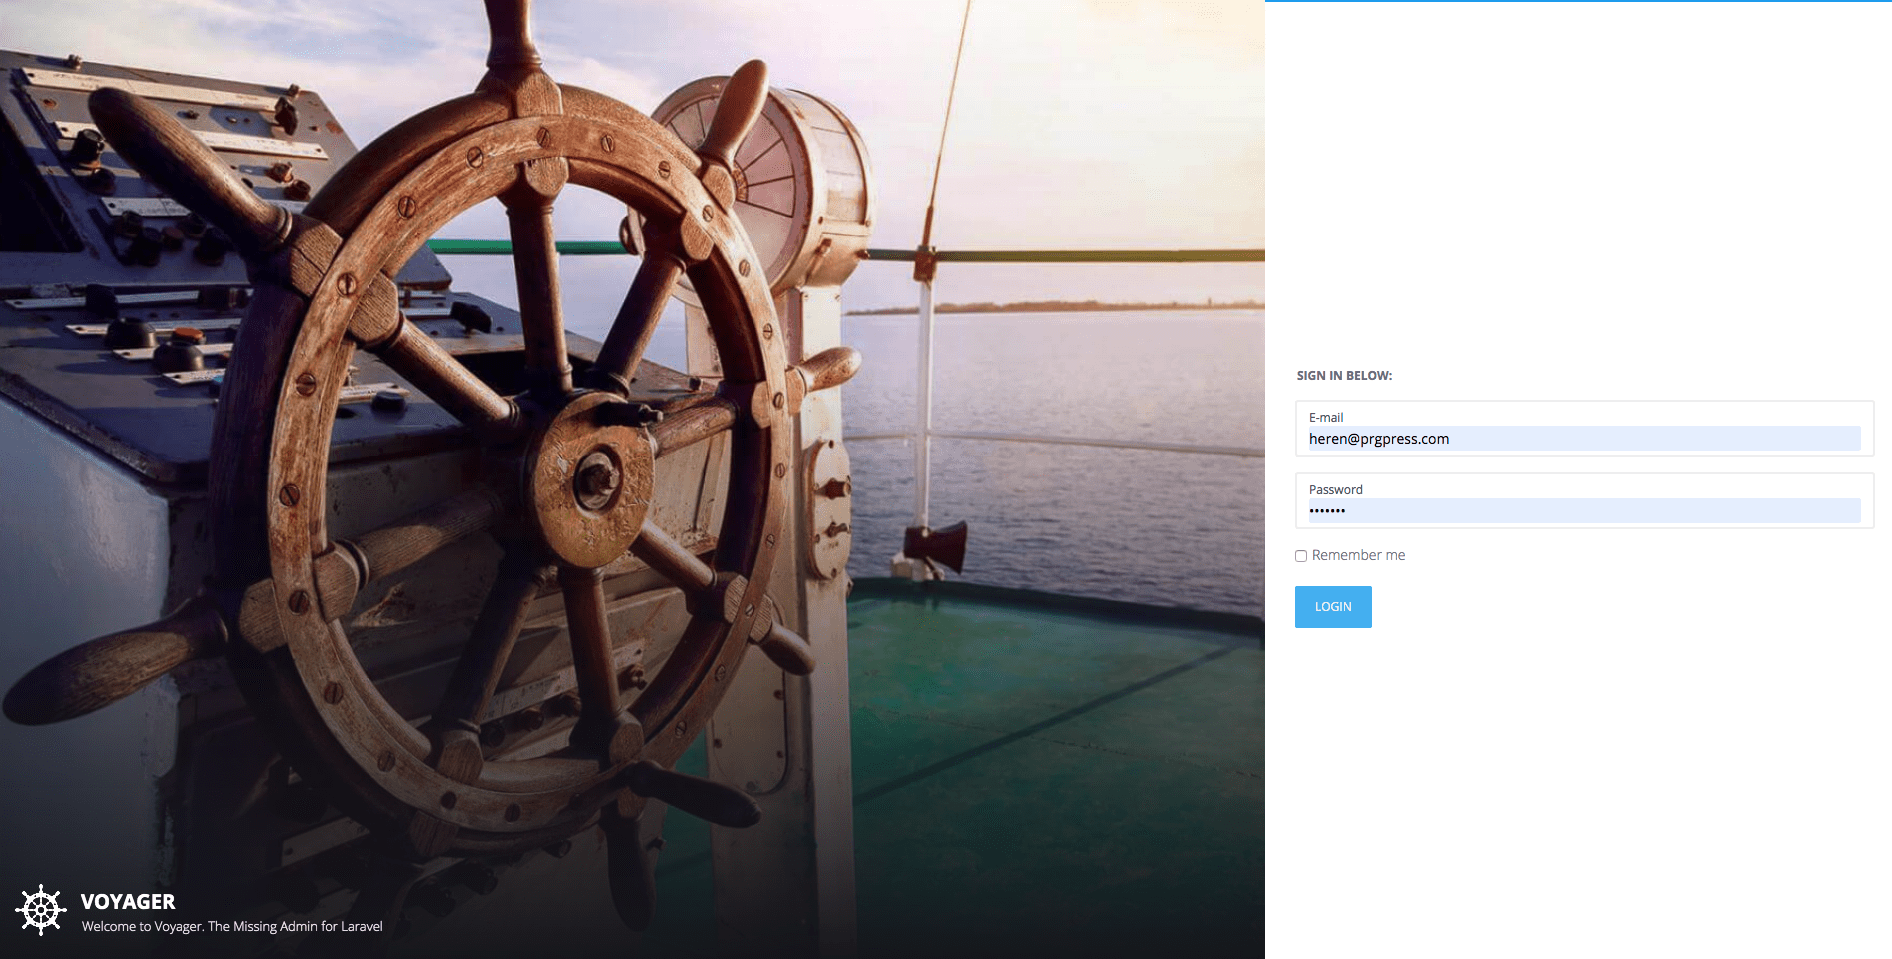 SIGN IN BELOW:
E-mail
heren@prgpress.com
Password
•••••••
Remember me
LOGIN
VOYAGER
Welcome to Voyager. The Missing Admin for Laravel